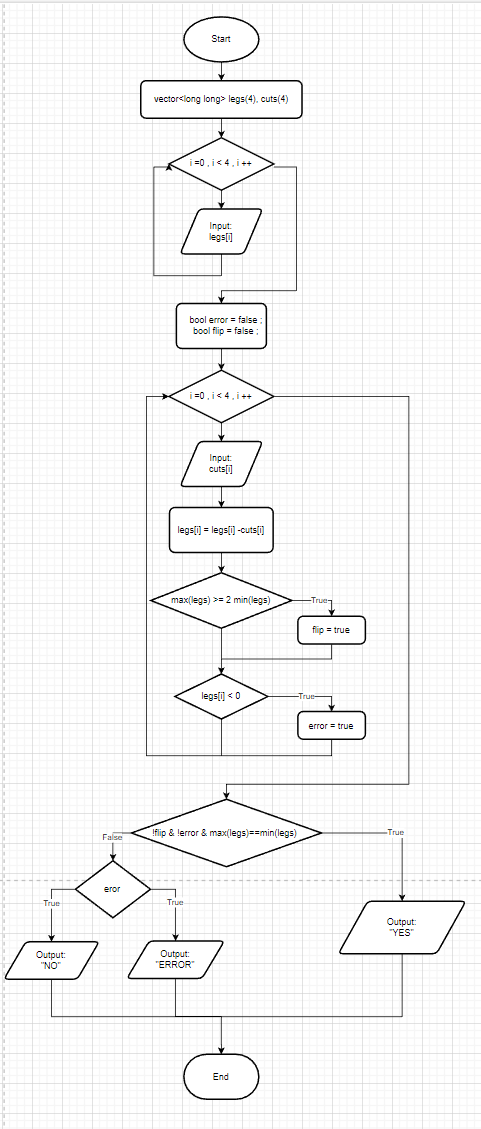 Start
vector<long long> legs(4), cuts(4)
i =0 , i < 4 , i ++
Input:
legs[i]
bool error = false ;
bool flip = false ;
i =0 , i < 4 , i ++
Input:
cuts[i]
legs[i] = legs[i] -cuts[i]
max(legs) >= 2 min(legs)
True
flip = true
legs[i] < 0
True
error = true
!flip & !error & max(legs)==min(legs)
False
True
eror
True
True
Output:
"YES"
Output:
"NO"
Output:
"ERROR"
End